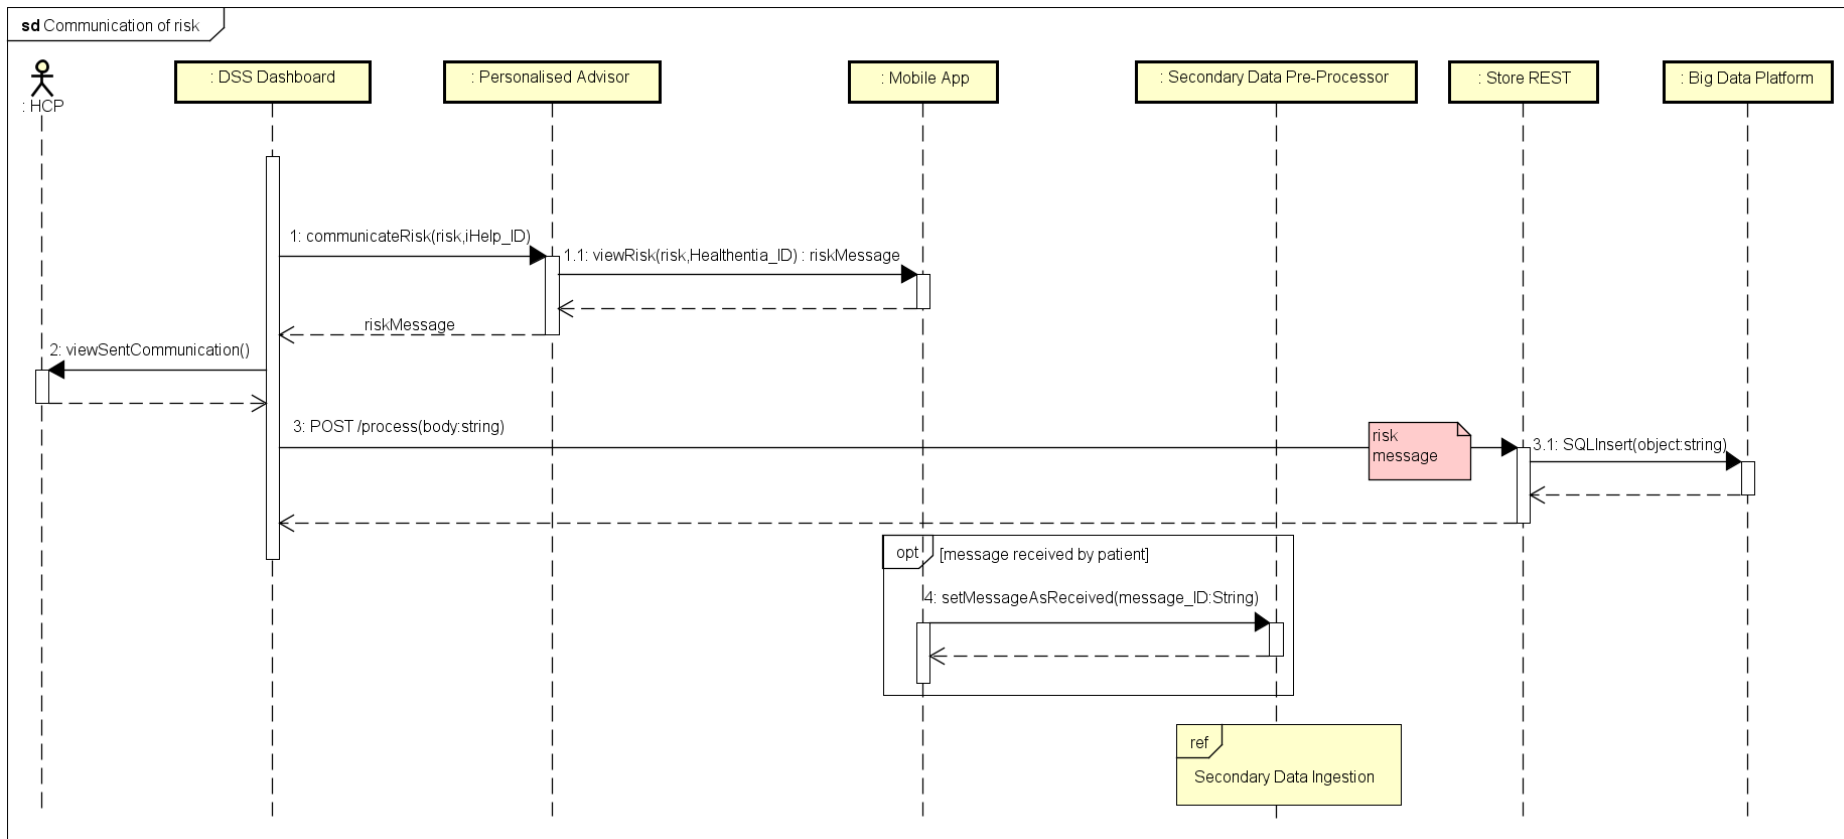 sd Communication of risk
: HCP
: DSS Dashboard
: Personalised Advisor
: Mobile App
: Secondary Data Pre-Processor
: Store REST
: Big Data Platform
1: communicateRisk(risk,iHelp_ID)
1.1: viewRisk(risk,Healthentia_ID) : riskMessage
riskMessage
2: viewSentCommunication()
3: POST /process(body:string)
risk
message
3.1: SQLInsert(object:string)
opt
[message received by patient]
4: setMessageAsReceived(message_ID:String)
ref
Secondary Data Ingestion